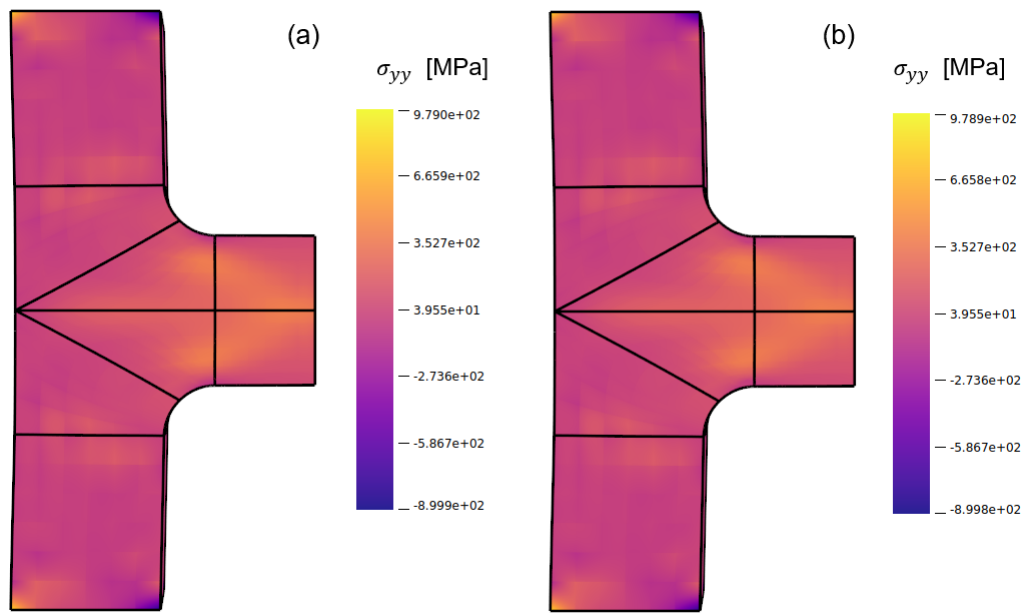 (a)
σyy [MPa]
9.790e+02
6.659e+02
3.527e+02
3.955e+01
-2.736e+02
-5.867e+02
-8.999e+02
(b)
σyy [MPa]
9.789e+02
6.658e+02
3.527e+02
3.955e+01
-2.736e+02
-5.867e+02
-8.998e+02